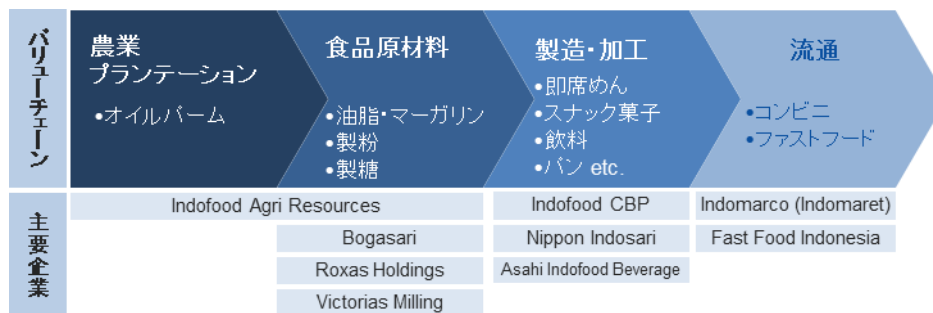 バリューチェーン
農業
プランテーション
•オイルパーム
食品原材料
•油脂・マーガリン
•製粉
•製糖
製造・加工
•即席めん
•スナック菓子
•飲料
•パン etc.
流通
•コンビニ
•ファストフード
主要企業
Indofood Agri Resources
Bogasari
Roxas Holdings
Victorias Milling
Indofood CBP
Nippon Indosari
Asahi Indofood Beverage
Indomarco (Indomaret)
Fast Food Indonesia